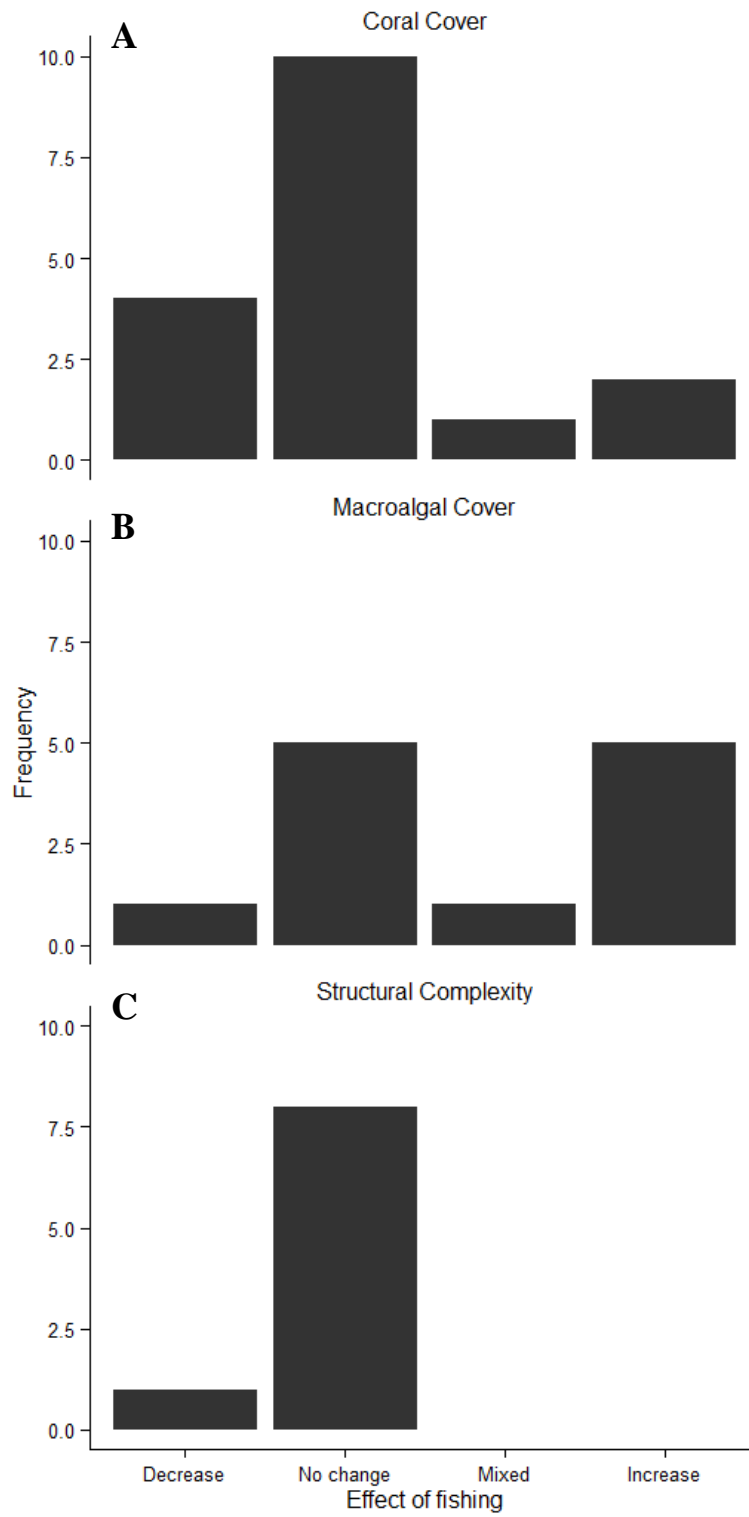 A
Coral Cover
10.0
7.5
5.0
2.5
0.0
B
Macroalgal Cover
10.0
7.5
5.0
2.5
0.0
Frequency
C
Structural Complexity
10.0
7.5
5.0
2.5
0.0
Decrease No change Mixed Increase
Effect of fishing